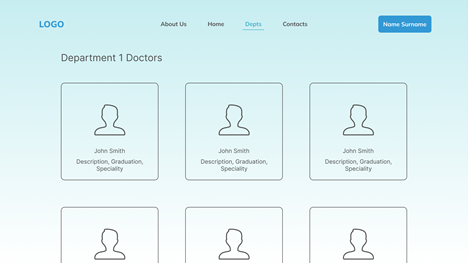 LOGO
About Us
Home
Depts
Contacts
Name Surname
Department 1 Doctors
John Smith
Description, Graduation,
Speciality
John Smith
Description, Graduation,
Speciality
John Smith
Description, Graduation,
Speciality